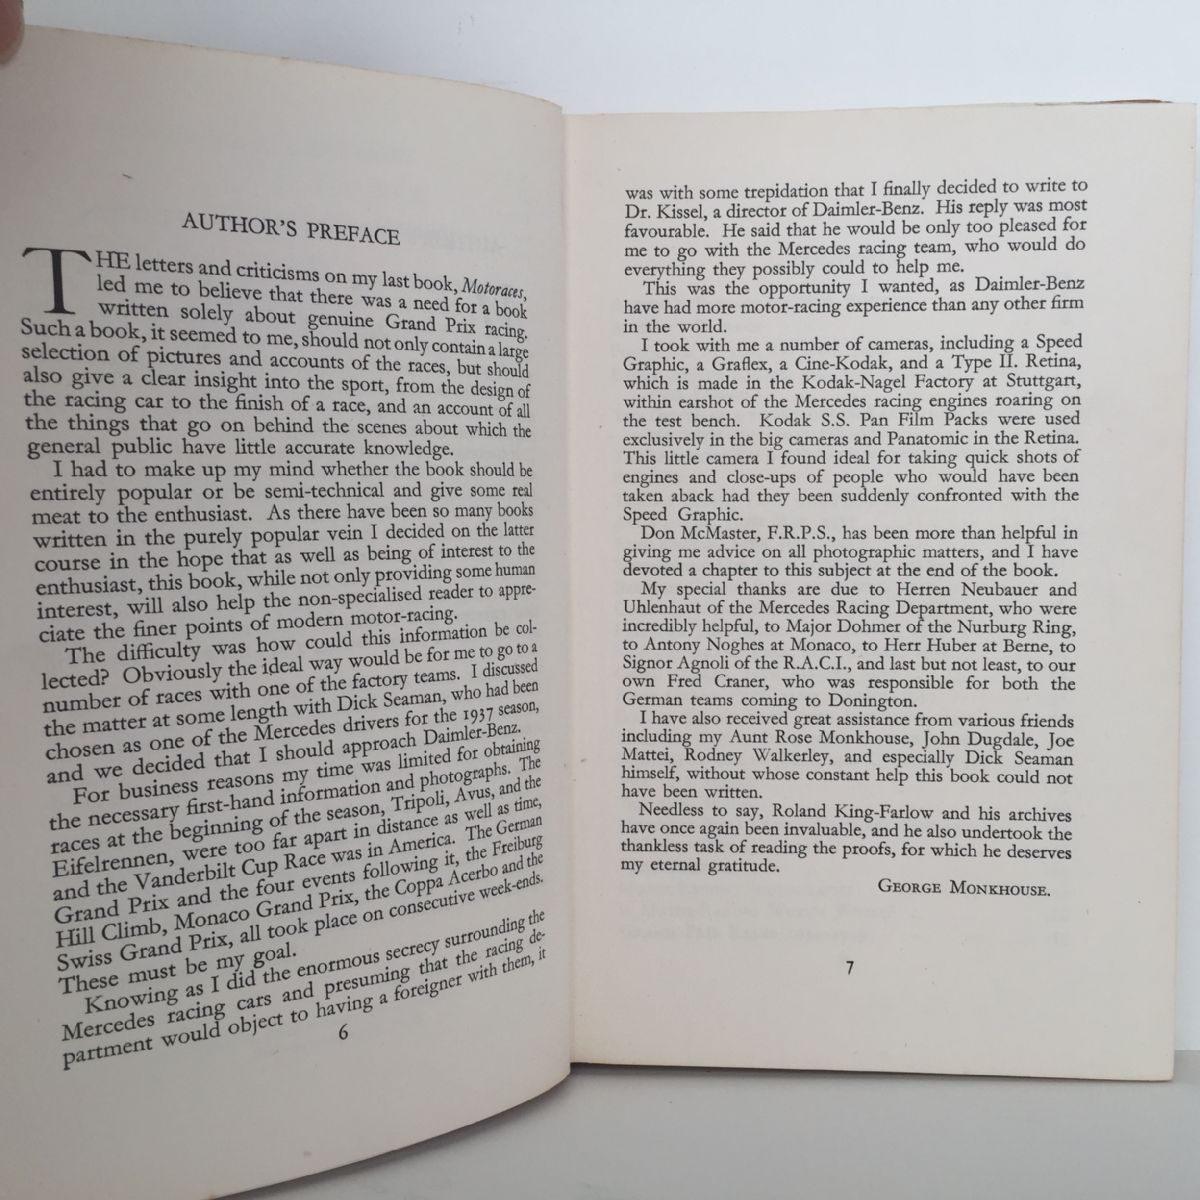 AUTHOR'S PREFACE
THE letters and criticisms on my last book, Motoraces,
led me to believe that there was a need for a book
written solely about genuine Grand Prix racing.
Such a book, it seemed to me, should not only contain a large
selection of pictures and accounts of the races, but should
also give a clear insight into the sport, from the design of
the racing car to the finish of a race, and an account of all
the things that go on behind the scenes about which the
general public have little accurate knowledge.
I had to make up my mind whether the book should be
entirely popular or be semi-technical and give some real
meat to the enthusiast. As there have been so many books
written in the purely popular vein I decided on the latter
course in the hope that as well as being of interest to the
enthusiast, this book, while not only providing some human
interest, will also help the non-specialised reader to appre-
ciate the finer points of modern motor-racing.
The difficulty was how could this information be col-
lected? Obviously the ideal way would be for me to go to a
number of races with one of the factory teams. I discussed
the matter at some length with Dick Seaman, who had been
chosen as one of the Mercedes drivers for the 1937 season,
and we decided that I should approach Daimler-Benz.
For business reasons my time was limited for obtaining
the necessary first-hand information and photographs. The
races at the beginning of the season, Tripoli, Avus, and the
Eifelrennen, were too far apart in distance as well as time,
and the Vanderbilt Cup Race was in America. The German
Grand Prix and the four events following it, the Freiburg
Hill Climb, Monaco Grand Prix, the Coppa Acerbo and the
Swiss Grand Prix, all took place on consecutive week-ends.
These must be my goal.
Knowing as I did the enormous secrecy surrounding the
Mercedes racing cars and presuming that the racing de-
partment would object to having a foreigner with them, it
6
was with some trepidation that I finally decided to write to
Dr. Kissel, a director of Daimler-Benz. His reply was most
favourable. He said that he would be only too pleased for
me to go with the Mercedes racing team, who would do
everything they possibly could to help me.
This was the opportunity I wanted, as Daimler-Benz
have had more motor-racing experience than any other firm
in the world.
I took with me a number of cameras, including a Speed
Graphic, a Graflex, a Cine-Kodak, and a Type II. Retina,
which is made in the Kodak-Nagel Factory at Stuttgart,
within earshot of the Mercedes racing engines roaring on
the test bench. Kodak S.S. Pan Film Packs were used
exclusively in the big cameras and Panatomic in the Retina.
This little camera I found ideal for taking quick shots of
engines and close-ups of people who would have been
taken aback had they been suddenly confronted with the
Speed Graphic.
Don McMaster, F.R.P.S., has been more than helpful in
giving me advice on all photographic matters, and I have
devoted a chapter to this subject at the end of the book.
My special thanks are due to Herren Neubauer and
Uhlenhaut of the Mercedes Racing Department, who were
incredibly helpful, to Major Dohmer of the Nurburg Ring,
to Antony Noghes at Monaco, to Herr Huber at Berne, to
Signor Agnoli of the R.A.C.I., and last but not least, to our
own Fred Craner, who was responsible for both the
German teams coming to Donington.
I have also received great assistance from various friends
including my Aunt Rose Monkhouse, John Dugdale, Joe
Mattei, Rodney Walkerley, and especially Dick Seaman
himself, without whose constant help this book could not
have been written.
Needless to say, Roland King-Farlow and his archives
have once again been invaluable, and he also undertook the
thankless task of reading the proofs, for which he deserves
my eternal gratitude.
GEORGE MONKHOUSE.
7